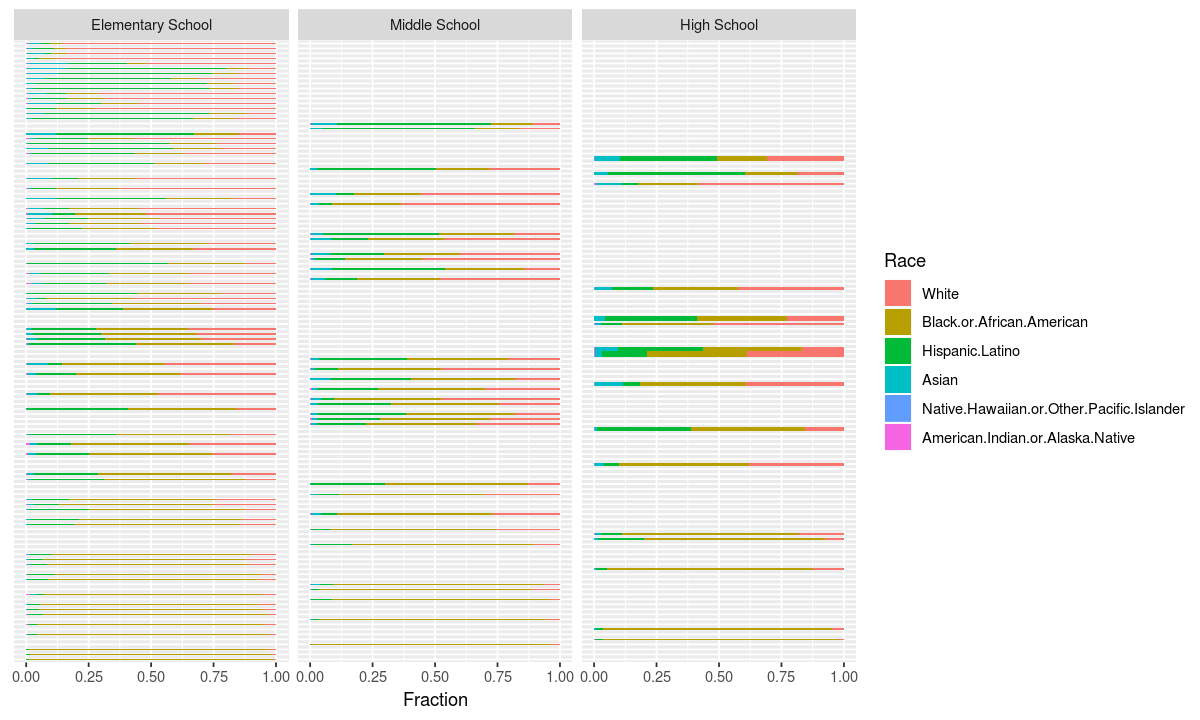 Elementary School
Middle School
High School
0.00 0.25 0.50 0.75 1.00
0.00 0.25 0.50 0.75 1.00
0.00 0.25 0.50 0.75 1.00
Fraction
Race
White
Black.or.African.American
Hispanic.Latino
Asian
Native.Hawaiian.or.Other.Pacific.Islander
American.Indian.or.Alaska.Native